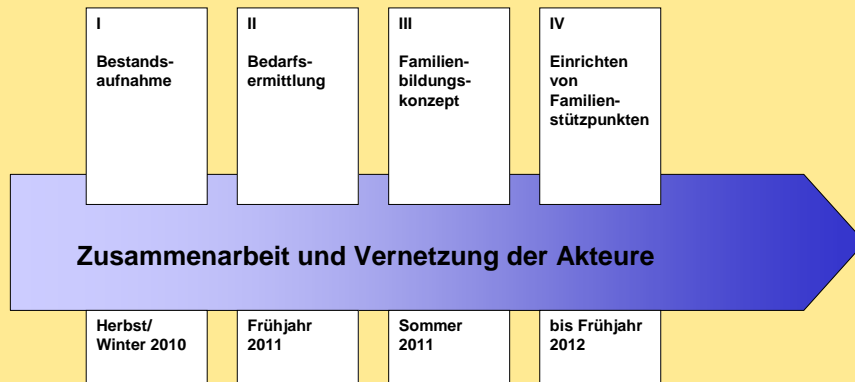 I
Bestands-
aufnahme
II
Bedarfs-
ermittlung
III
Familien-
bildungs-
konzept
IV
Einrichten
von
Familien-
stützpunkten
Zusammenarbeit und Vernetzung der Akteure
Herbst/
Winter 2010
Frühjahr
2011
Sommer
2011
bis Frühjahr
2012